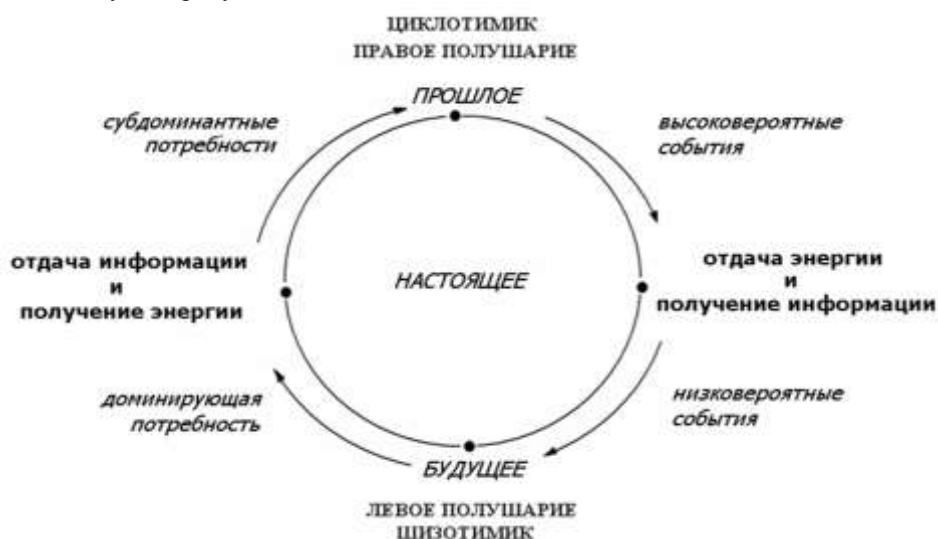 ЦИКЛОТИМИК
ПРАВОЕ ПОЛУШАРИЕ
ПРОШЛОЕ
субдоминантные
потребности
высоковероятные
события
отдача информации
и
получение энергии
НАСТОЯЩЕЕ
отдача энергии
и
получение информации
доминирующая
потребность
низковероятные
события
БУДУЩЕЕ
ЛЕВОЕ ПОЛУШАРИЕ
ШИЗОТИМИК